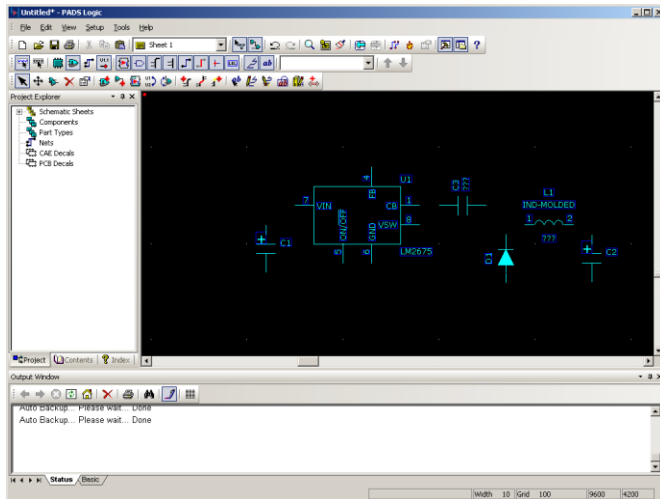 Untitled* - PADS Logic
File Edit View Setup Tools Help
Sheet 1
U1.1
ab
Project Explorer
Schematic Sheets
Components
Part Types
Nets
CAE Decals
PCB Decals
4
U1
C3
???
7
VIN
FB
CB
1
L1
IND-MOLDED
1
2
???
VSW
8
ON/OFF
GND
+
C1
5
6
LM2675
D1
+
C2
Project Contents Index
Output Window
Auto Backup... Please wait... Done
Auto Backup... Please wait... Done
Status Basic
Width 10 Grid 100 9600 4200